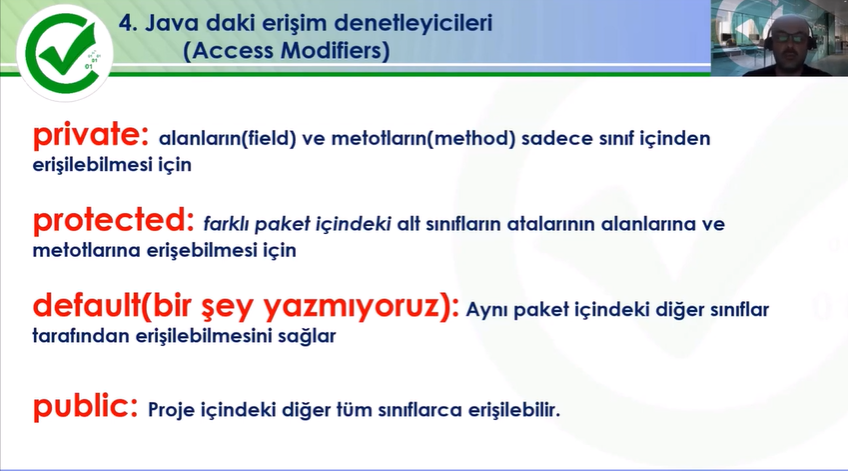 4. Java daki erişim denetleyicileri
(Access Modifiers)
01
private: alanların(field) ve metotların(method) sadece sınıf içinden
erişilebilmesi için
protected: farklı paket içindeki alt sınıfların atalarının alanlarına ve
metotlarına erişebilmesi için
default(bir şey yazmıyoruz): Aynı paket içindeki diğer sınıflar
tarafından erişilebilmesini sağlar
public: Proje içindeki diğer tüm sınıflarca erişilebilir.